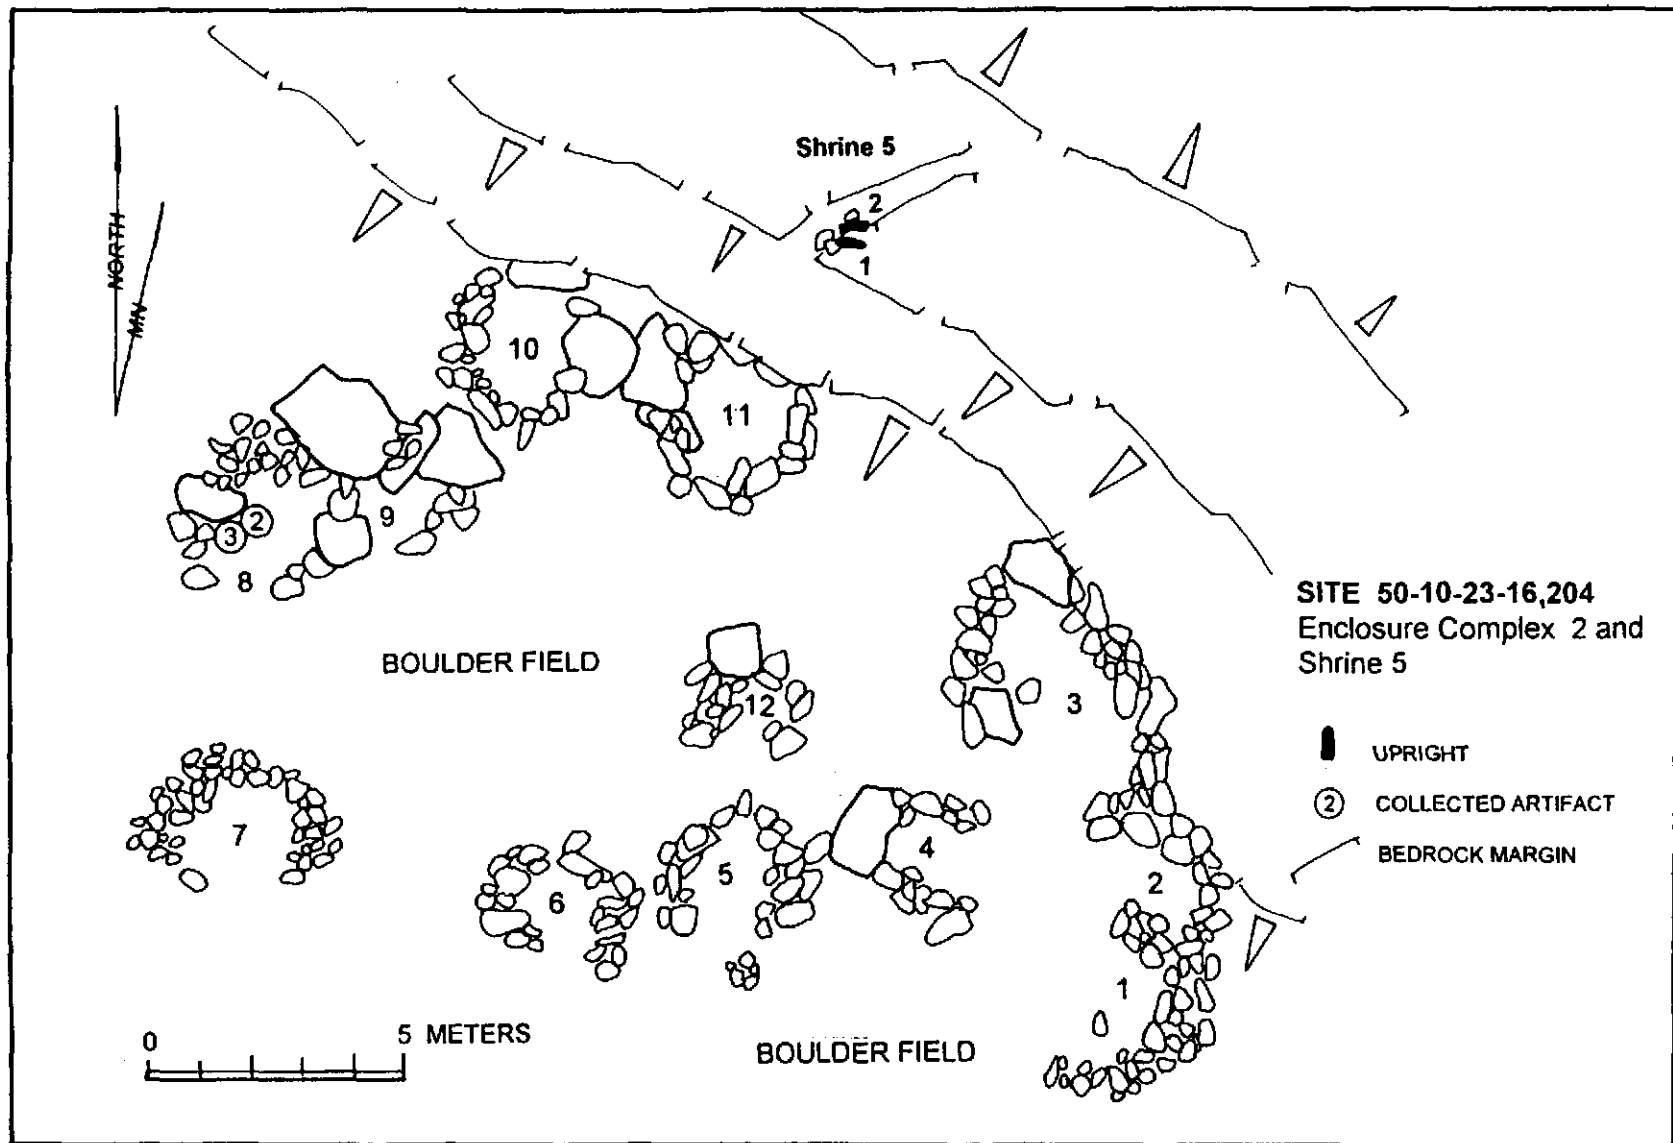 Shrine 5
2
1
NORTH
MN
10
11
9
2
3
8
SITE 50-10-23-16,204
Enclosure Complex 2 and
Shrine 5
BOULDER FIELD
3
12
UPRIGHT
2 COLLECTED ARTIFACT
BEDROCK MARGIN
7
6
5
4
2
1
0 5 METERS
BOULDER FIELD